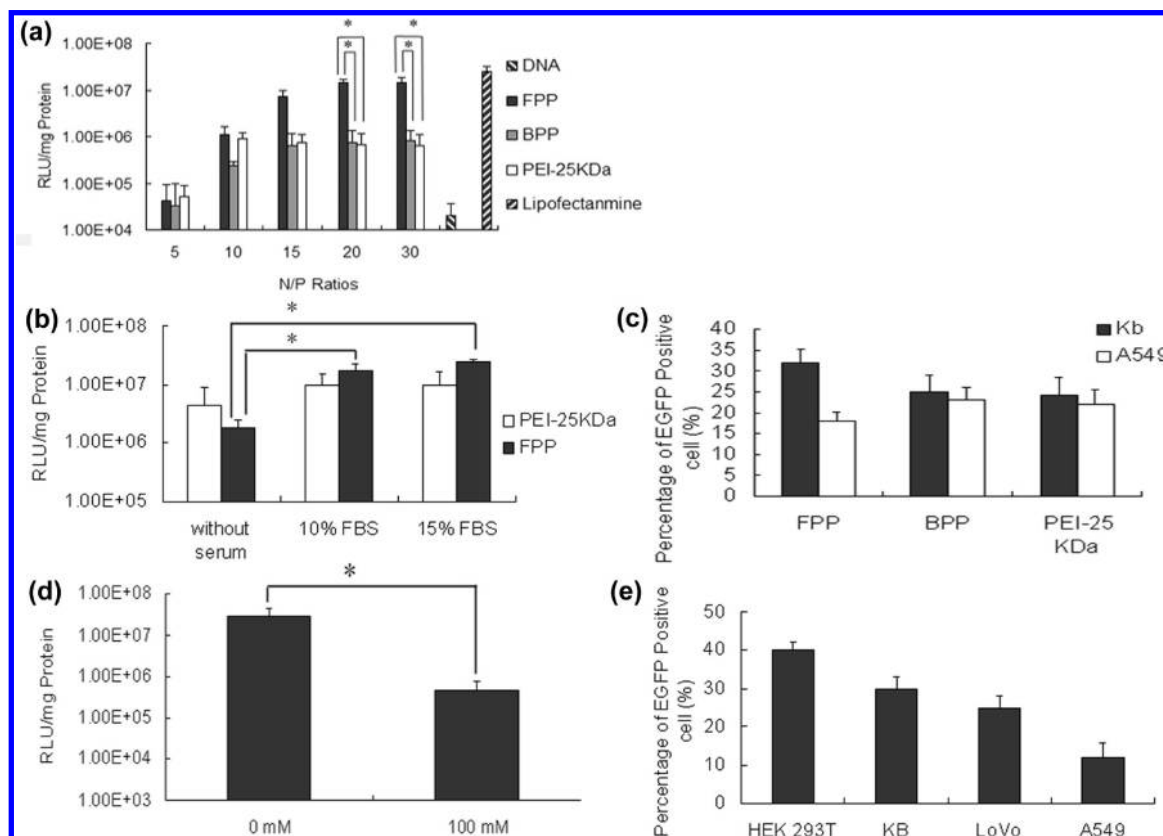 (a)
1.00E+08
1.00E+07
1.00E+06
1.00E+05
1.00E+04
RLU/mg Protein
* *
* *
5 10 15 20 30
N/P Ratios
DNA
FPP
BPP
PEI-25KDa
Lipofectanmine
(b)
1.00E+08
1.00E+07
1.00E+06
1.00E+05
RLU/mg Protein
*
*
without serum 10% FBS 15% FBS
PEI-25KDa
FPP
(c)
40
35
30
25
20
15
10
5
0
Percentage of EGFP Positive
cell (%)
Kb
A549
FPP BPP PEI-25
KDa
(d)
1.00E+08
1.00E+07
1.00E+06
1.00E+05
1.00E+04
1.00E+03
RLU/mg Protein
*
0 mM 100 mM
(e)
50
40
30
20
10
0
Percentage of EGFP Positive
cell (%)
HEK 293T KB LoVo A549